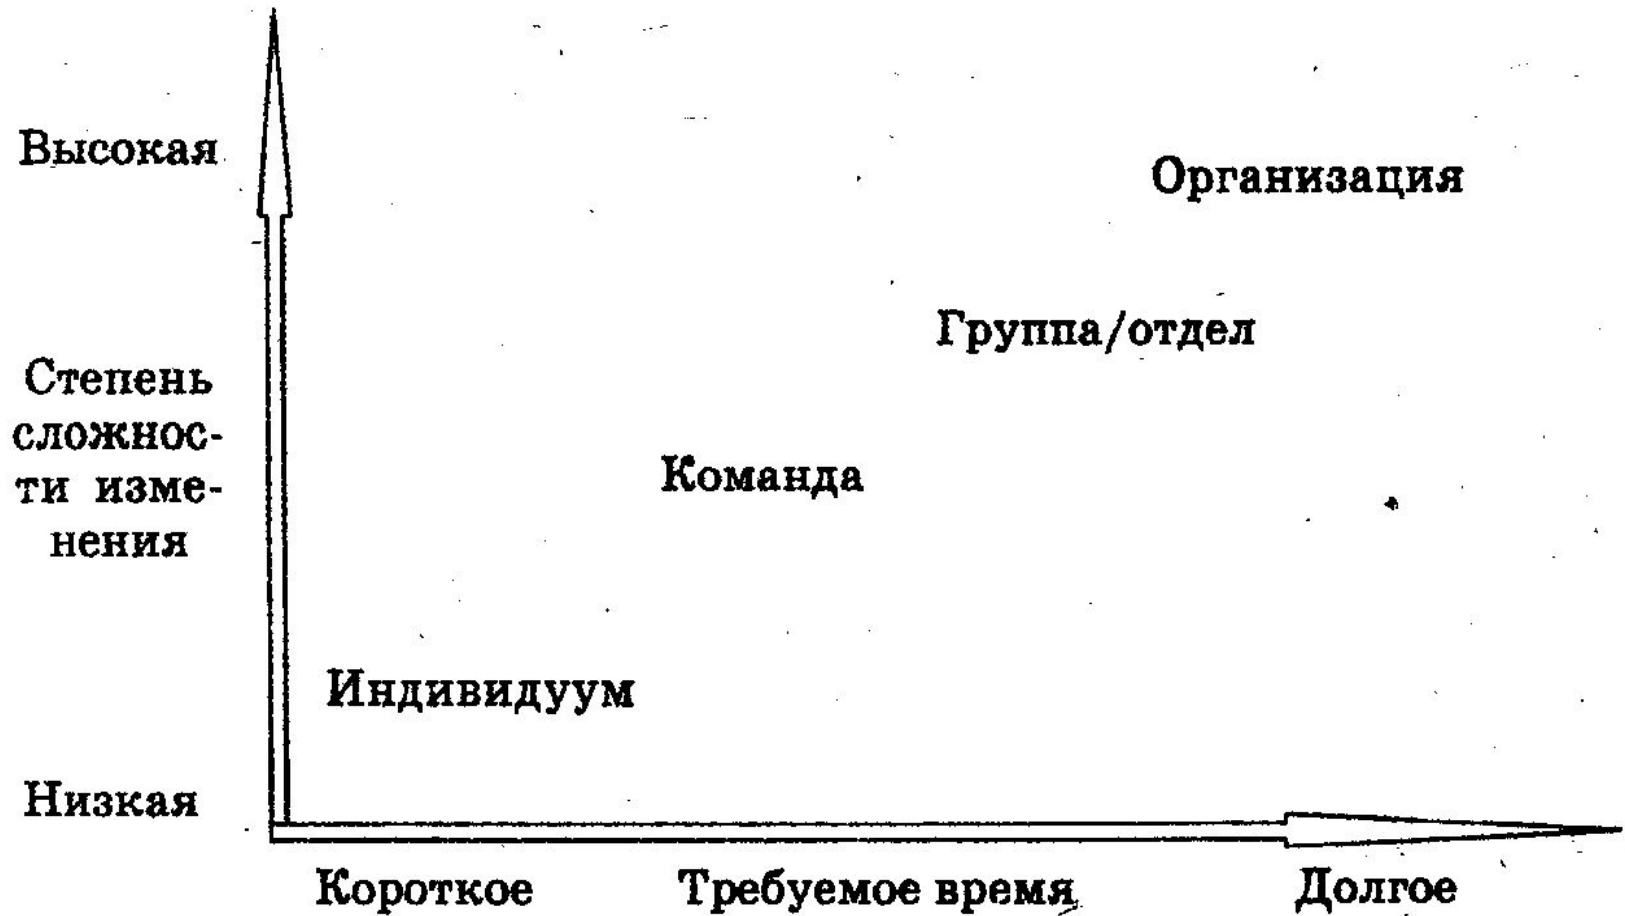 Высокая
Организация
Группа/отдел
Степень
сложнос-
ти изме-
нения
Команда
Индивидуум
Низкая
Короткое
Требуемое время
Долгое